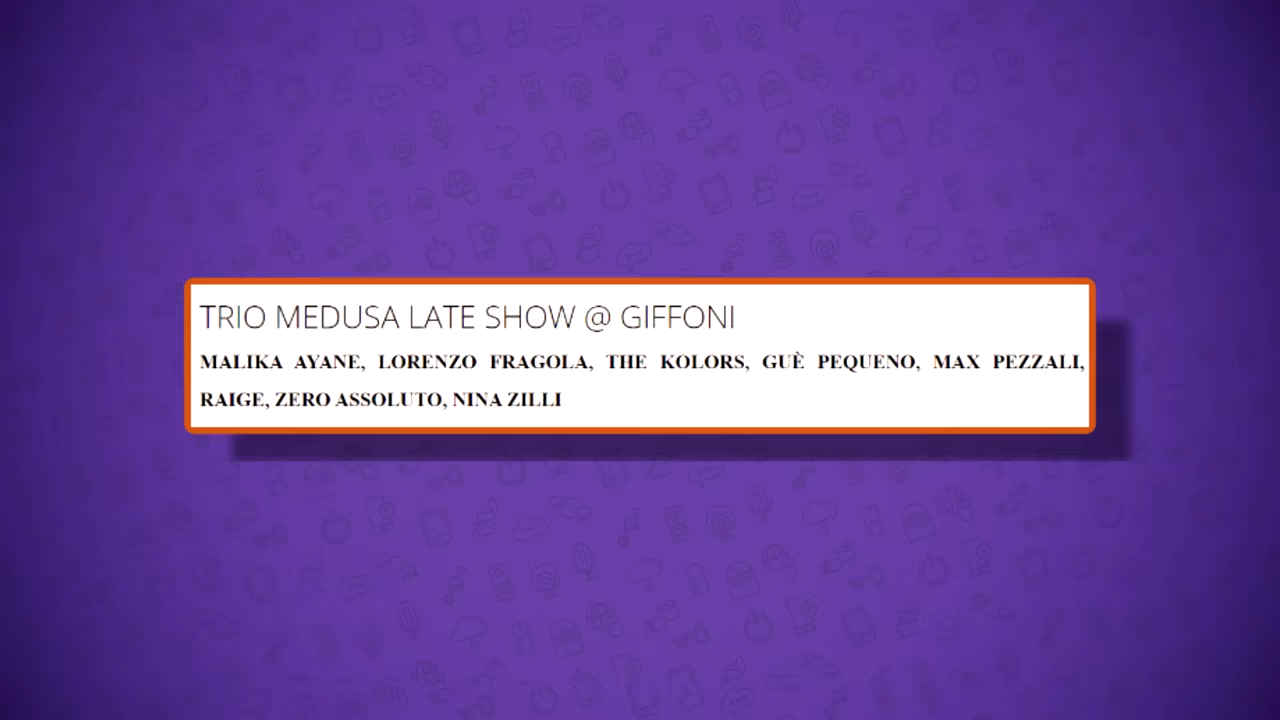 TRIO MEDUSA LATE SHOW @ GIFFONI
MALIKA AYANE, LORENZO FRAGOLA, THE KOLORS, GUÈ PEQUENO, MAX PEZZALI,
RAIGE, ZERO ASSOLUTO, NINA ZILLI